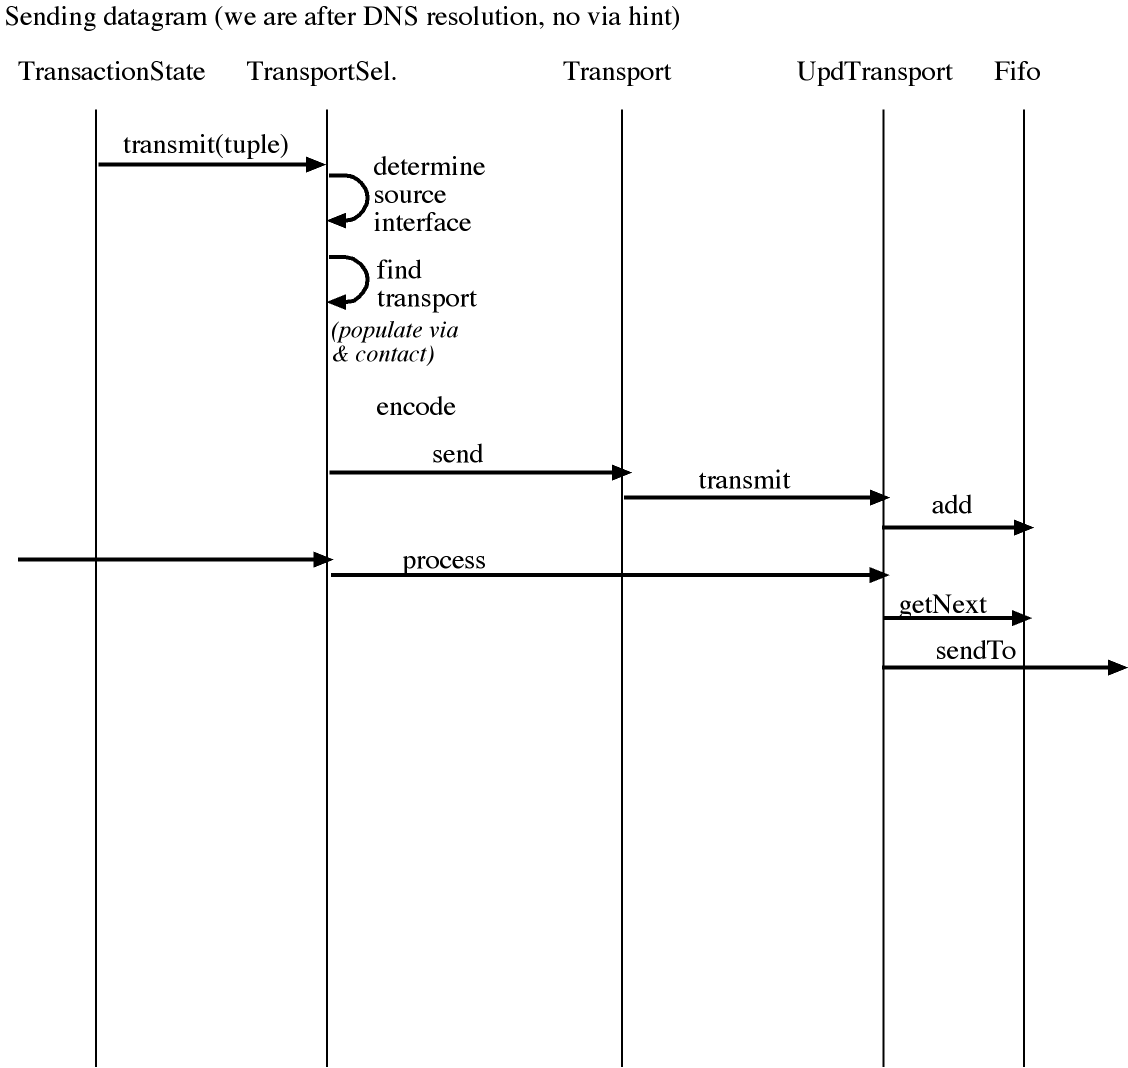 Sending datagram (we are after DNS resolution, no via hint)
TransactionState TransportSel. Transport UpdTransport Fifo
transmit(tuple)
determine
source
interface
find
transport
(populate via
& contact)
encode
send
transmit
add
process
getNext
sendTo